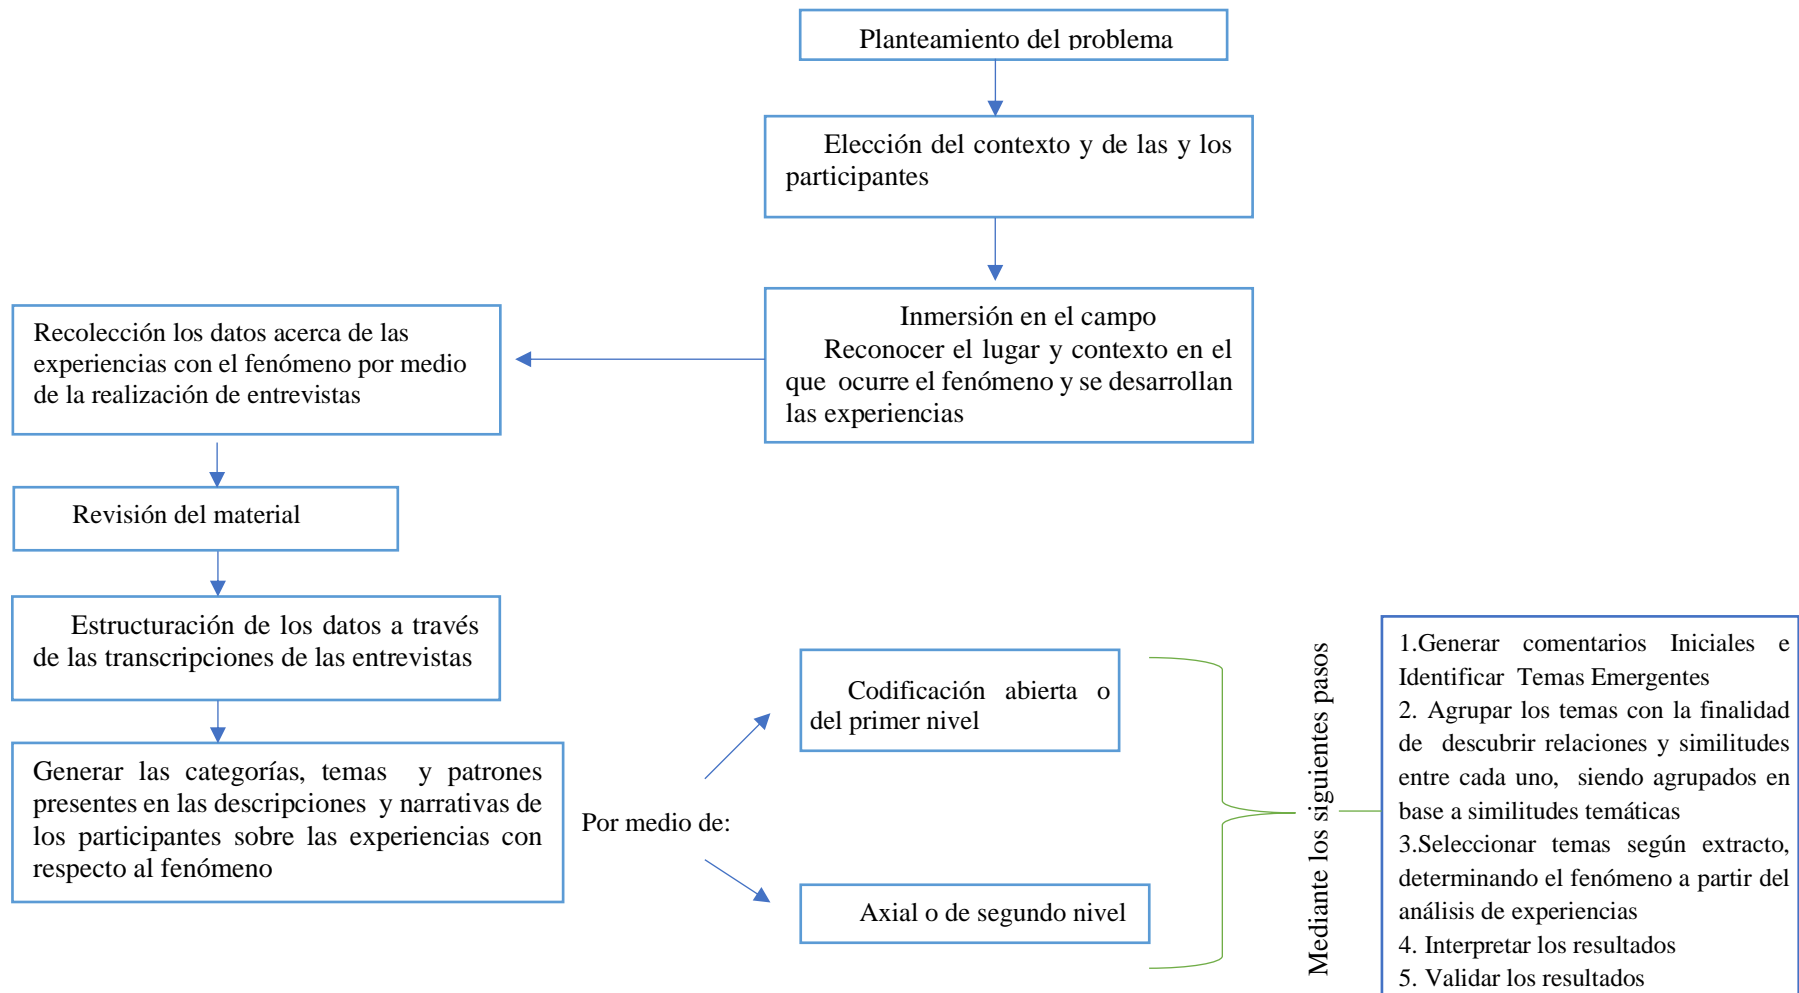 Planteamiento del problema
Elección del contexto y de las y los
participantes
Inmersión en el campo
Reconocer el lugar y contexto en el
que ocurre el fenómeno y se desarrollan
las experiencias
Recolección los datos acerca de las
experiencias con el fenómeno por medio
de la realización de entrevistas
Revisión del material
Estructuración de los datos a través
de las transcripciones de las entrevistas
Generar las categorías, temas y patrones
presentes en las descripciones y narrativas de
los participantes sobre las experiencias con
respecto al fenómeno
Por medio de:
Codificación abierta o
del primer nivel
Axial o de segundo nivel
Mediante los siguientes pasos
1.Generar comentarios Iniciales e
Identificar Temas Emergentes
2. Agrupar los temas con la finalidad
de descubrir relaciones y similitudes
entre cada uno, siendo agrupados en
base a similitudes temáticas
3.Seleccionar temas según extracto,
determinando el fenómeno a partir del
análisis de experiencias
4. Interpretar los resultados
5. Validar los resultados